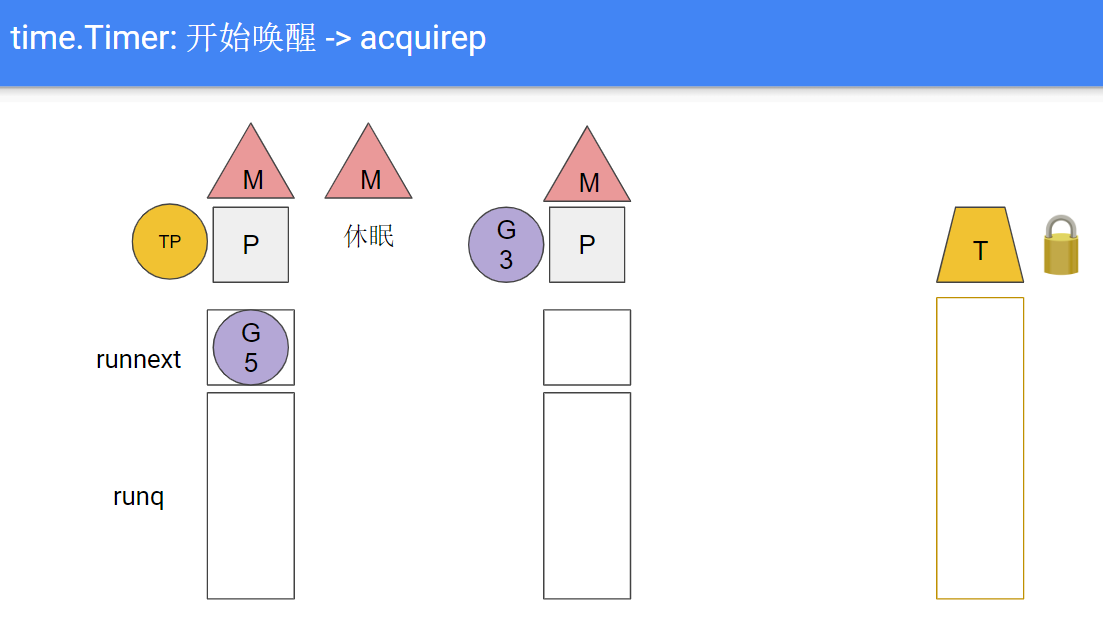 time.Timer: 开始唤醒 -> acquirep
M
M
M
TP
P
休眠
G
3
P
T
runnext
G
5
runq